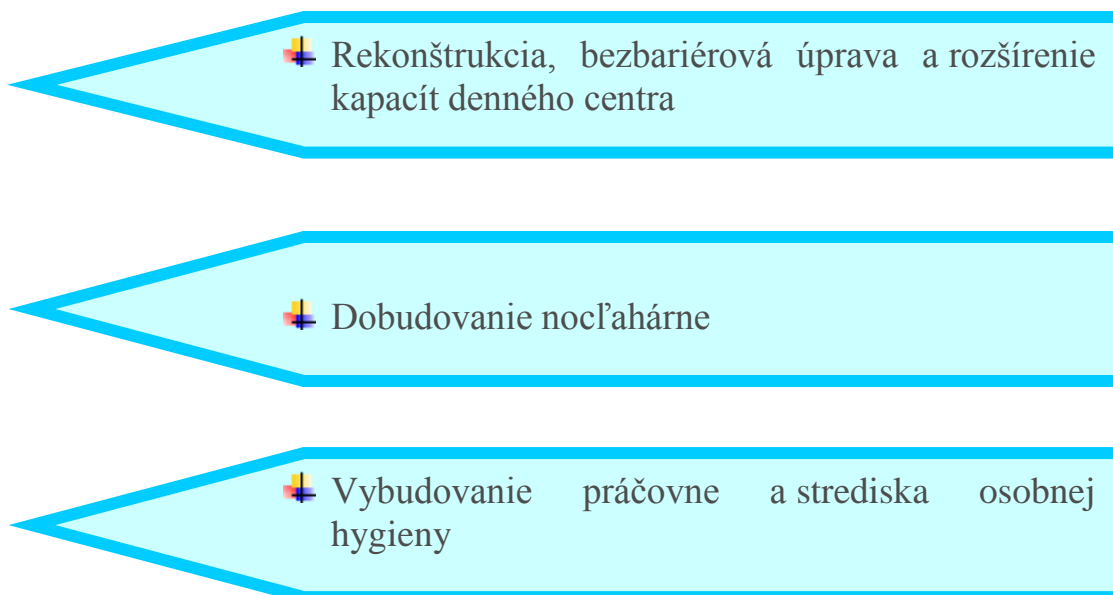 Rekonštrukcia, bezbariérová úprava a rozšírenie
kapacít denného centra
Dobudovanie nocľahárne
Vybudovanie práčovne a strediska osobnej
hygieny